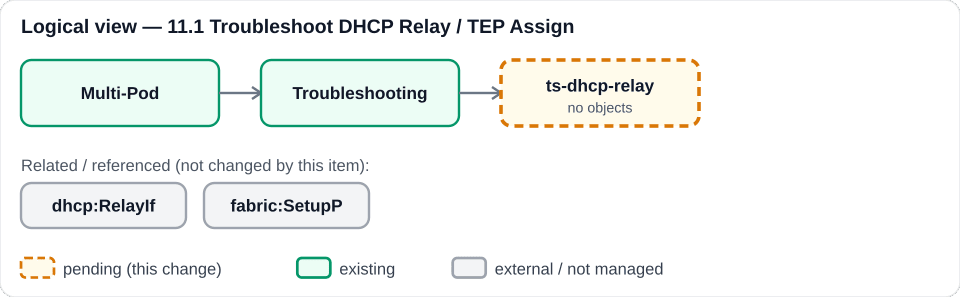 Logical view — 11.1 Troubleshoot DHCP Relay / TEP Assign
Multi-Pod
Troubleshooting
ts-dhcp-relay
no objects
Related / referenced (not changed by this item):
dhcp:RelayIf
fabric:SetupP
pending (this change)
existing
external / not managed